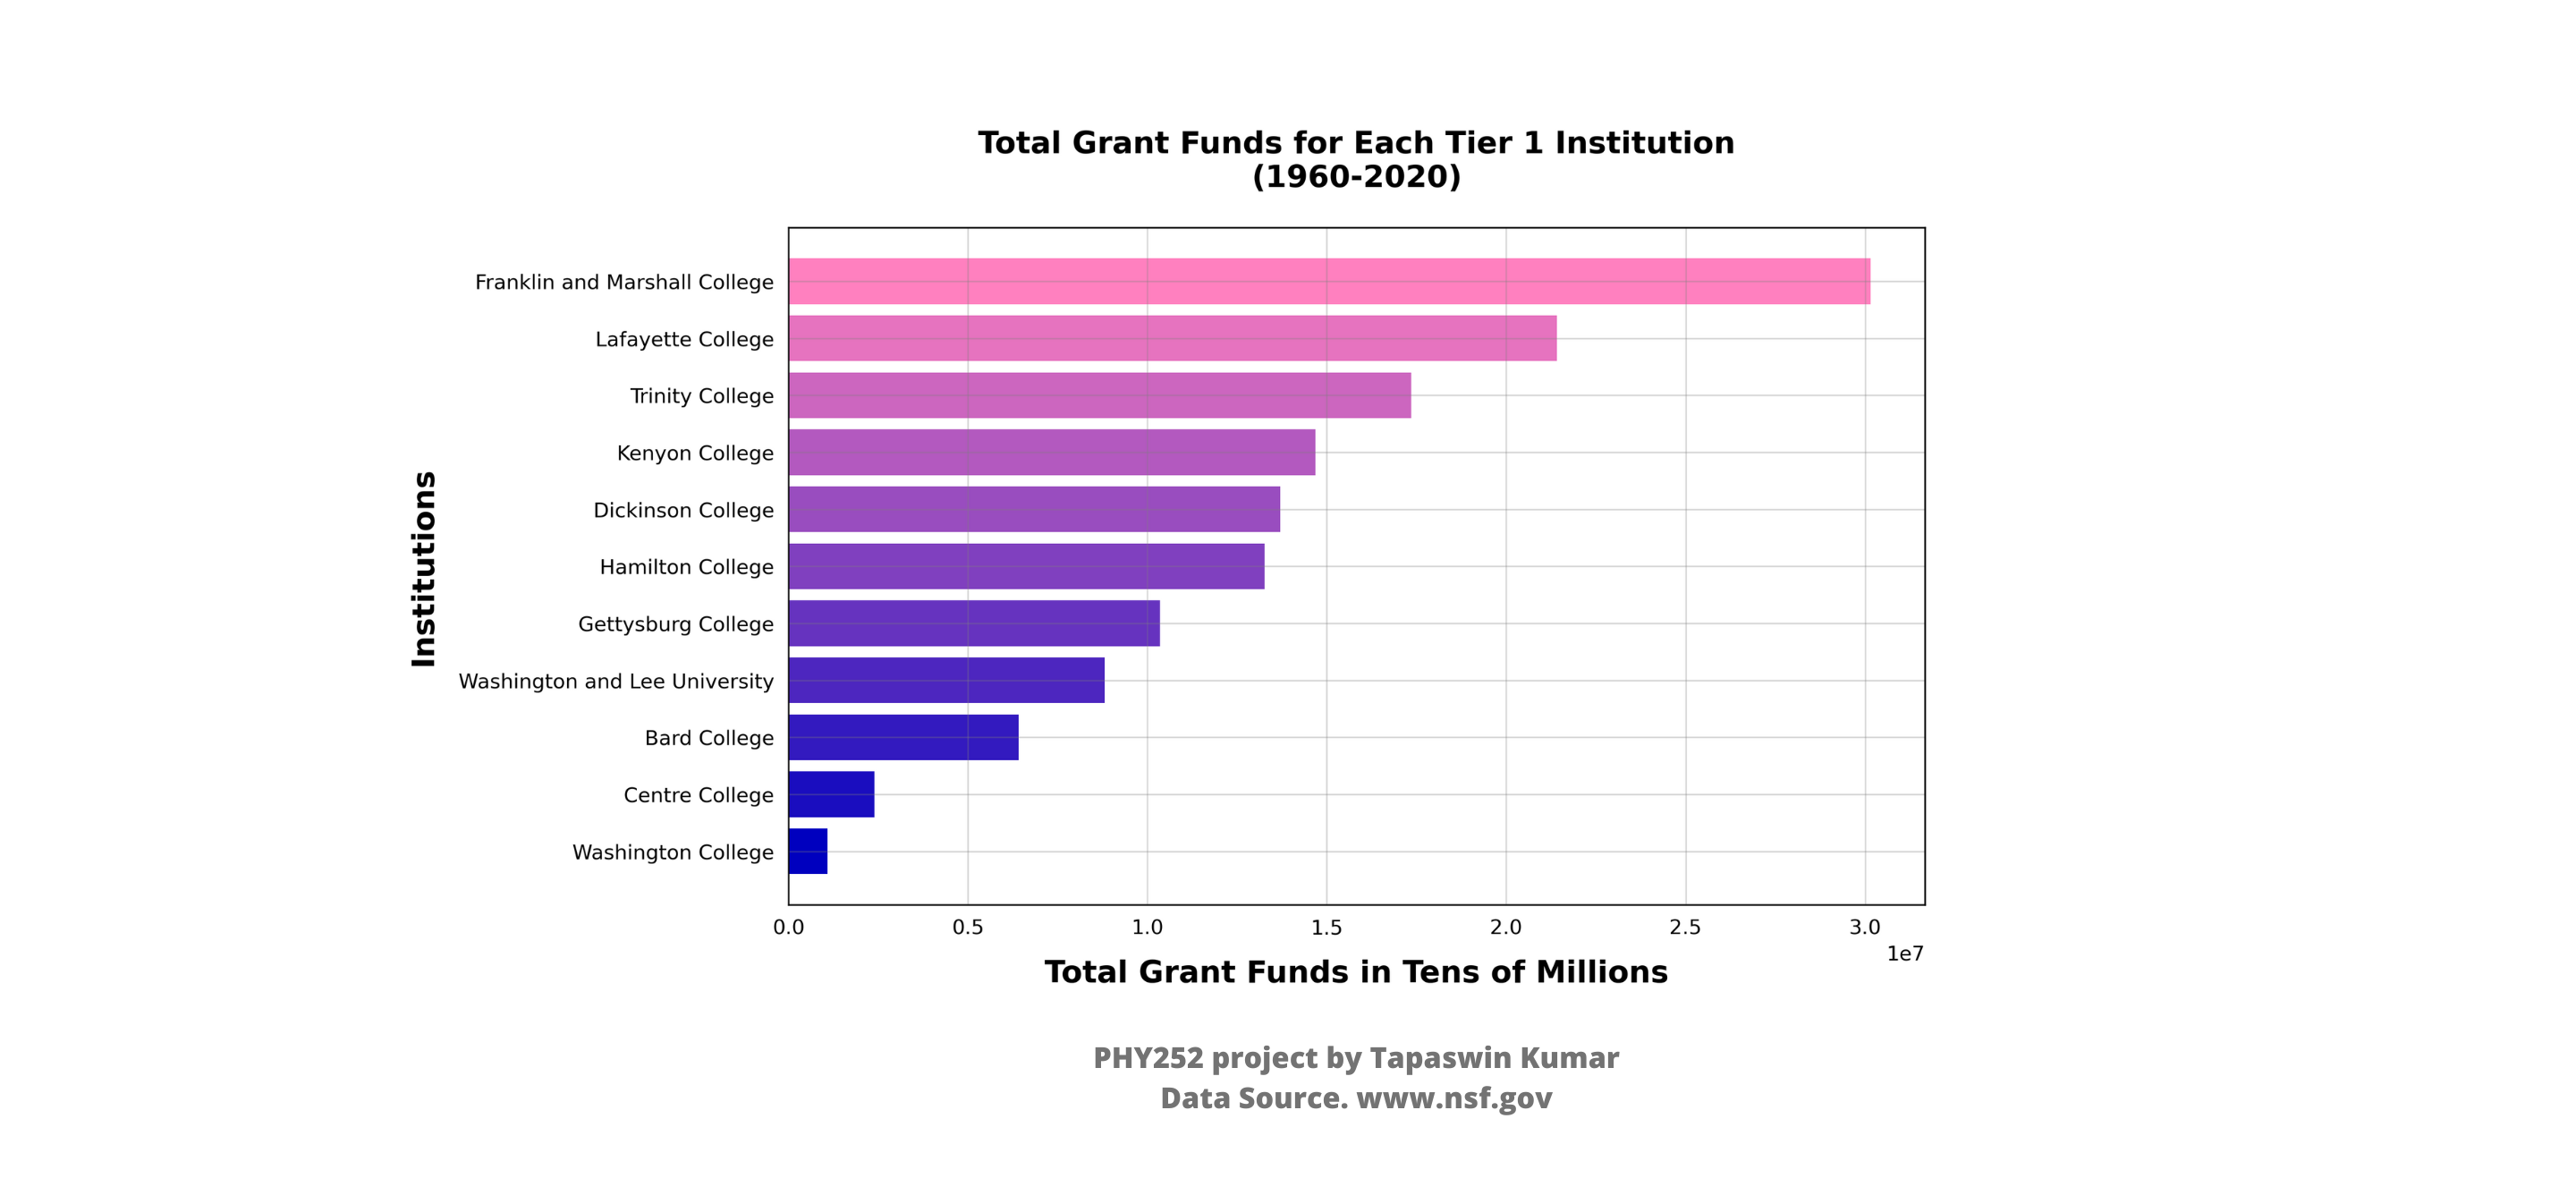 Total Grant Funds for Each Tier 1 Institution
(1960-2020)
Institutions
Franklin and Marshall College
Lafayette College
Trinity College
Kenyon College
Dickinson College
Hamilton College
Gettysburg College
Washington and Lee University
Bard College
Centre College
Washington College
0.0 0.5 1.0 1.5 2.0 2.5 3.0
1e7
Total Grant Funds in Tens of Millions
PHY252 project by Tapaswin Kumar
Data Source. www.nsf.gov